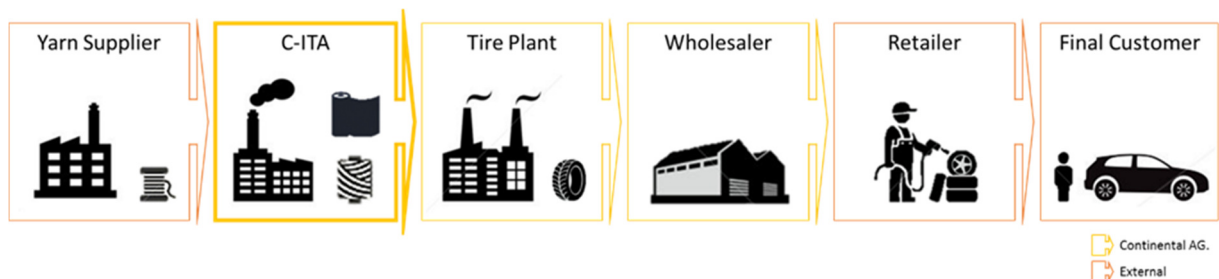 Yarn Supplier
C-ITA
Tire Plant
Wholesaler
Retailer
Final Customer
Continental AG.
External